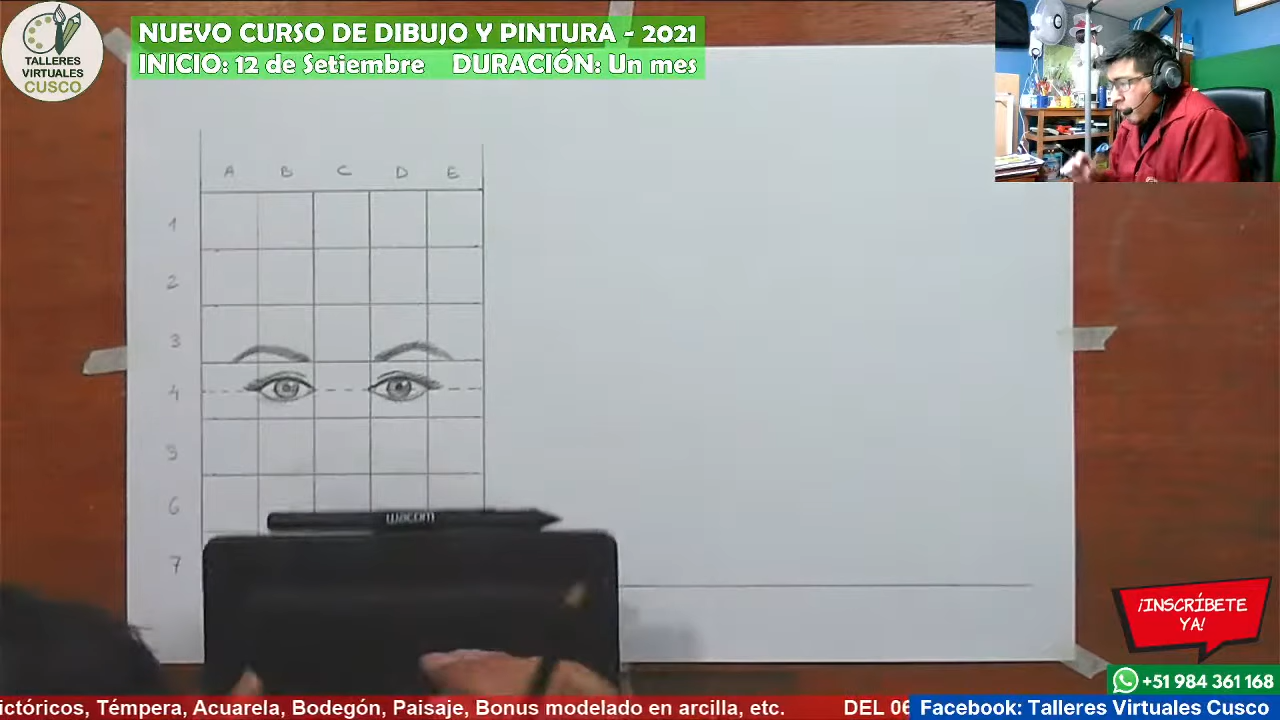 TALLERES
VIRTUALES
CUSCO
NUEVO CURSO DE DIBUJO Y PINTURA - 2021
INICIO: 12 de Setiembre DURACIÓN: Un mes
A B C D E
1
2
3
4
5
6
7
wacom
¡INSCRÍBETE
YA!
+51 984 361 168
ictóricos, Témpera, Acuarela, Bodegón, Paisaje, Bonus modelado en arcilla, etc. DEL 06
Facebook: Talleres Virtuales Cusco